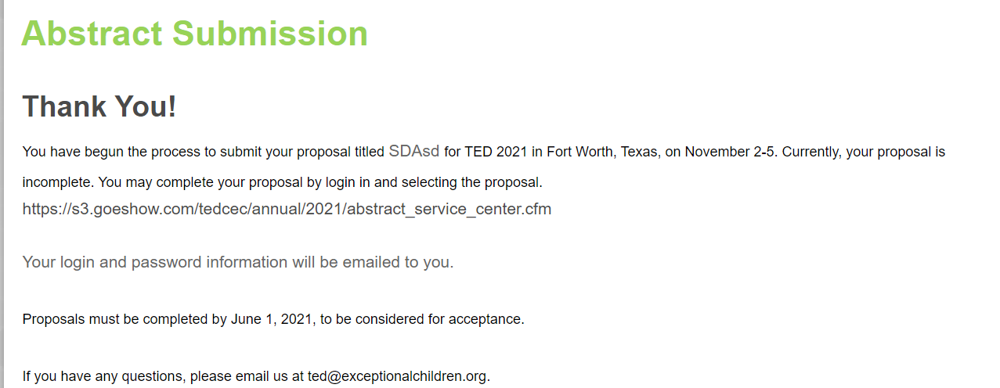 Abstract Submission
Thank You!
You have begun the process to submit your proposal titled SDAsd for TED 2021 in Fort Worth, Texas, on November 2-5. Currently, your proposal is
incomplete. You may complete your proposal by login in and selecting the proposal.
https://s3.goeshow.com/tedcec/annual/2021/abstract_service_center.cfm
Your login and password information will be emailed to you.
Proposals must be completed by June 1, 2021, to be considered for acceptance.
If you have any questions, please email us at ted@exceptionalchildren.org.